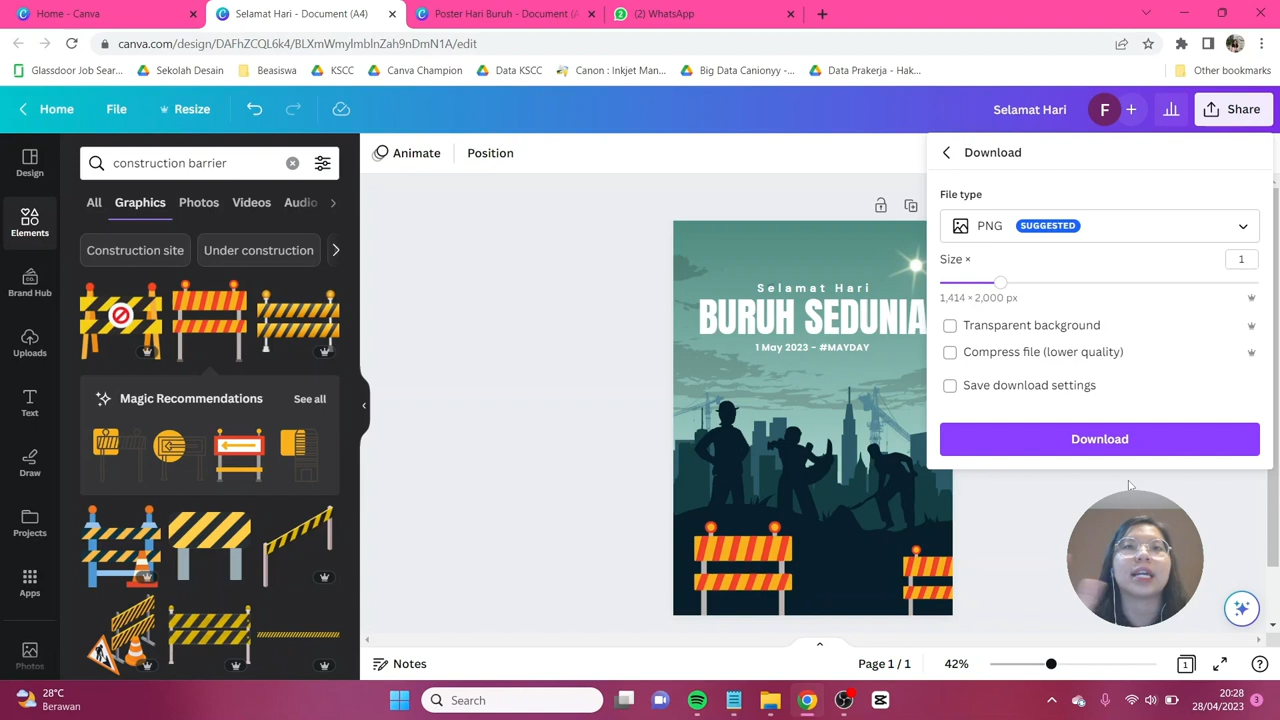 Home - Canva
Selamat Hari - Document (A4)
Poster Hari Buruh - Document (A
(2) WhatsApp
canva.com/design/DAFhZCQL6k4/BLXmWmylmblnZah9nDmN1A/edit
Glassdoor Job Sear...
Sekolah Desain
Beasiswa
KSCC
Canva Champion
Data KSCC
Canon : Inkjet Man...
Big Data Canionyy -...
Data Prakerja - Hak...
Other bookmarks
Home
File
Resize
Selamat Hari
F
Share
Design
Elements
Brand Hub
Uploads
Text
Draw
Projects
Apps
Photos
construction barrier
All
Graphics
Photos
Videos
Audio
Construction site
Under construction
Magic Recommendations
See all
Animate
Position
Selamat Hari
BURUH SEDUNIA
1 May 2023 - #MAYDAY
Download
File type
PNG
SUGGESTED
Size ×
1
1,414 × 2,000 px
Transparent background
Compress file (lower quality)
Save download settings
Download
Notes
Page 1 / 1
42%
1
28°C
Berawan
Search
20:28
28/04/2023
3